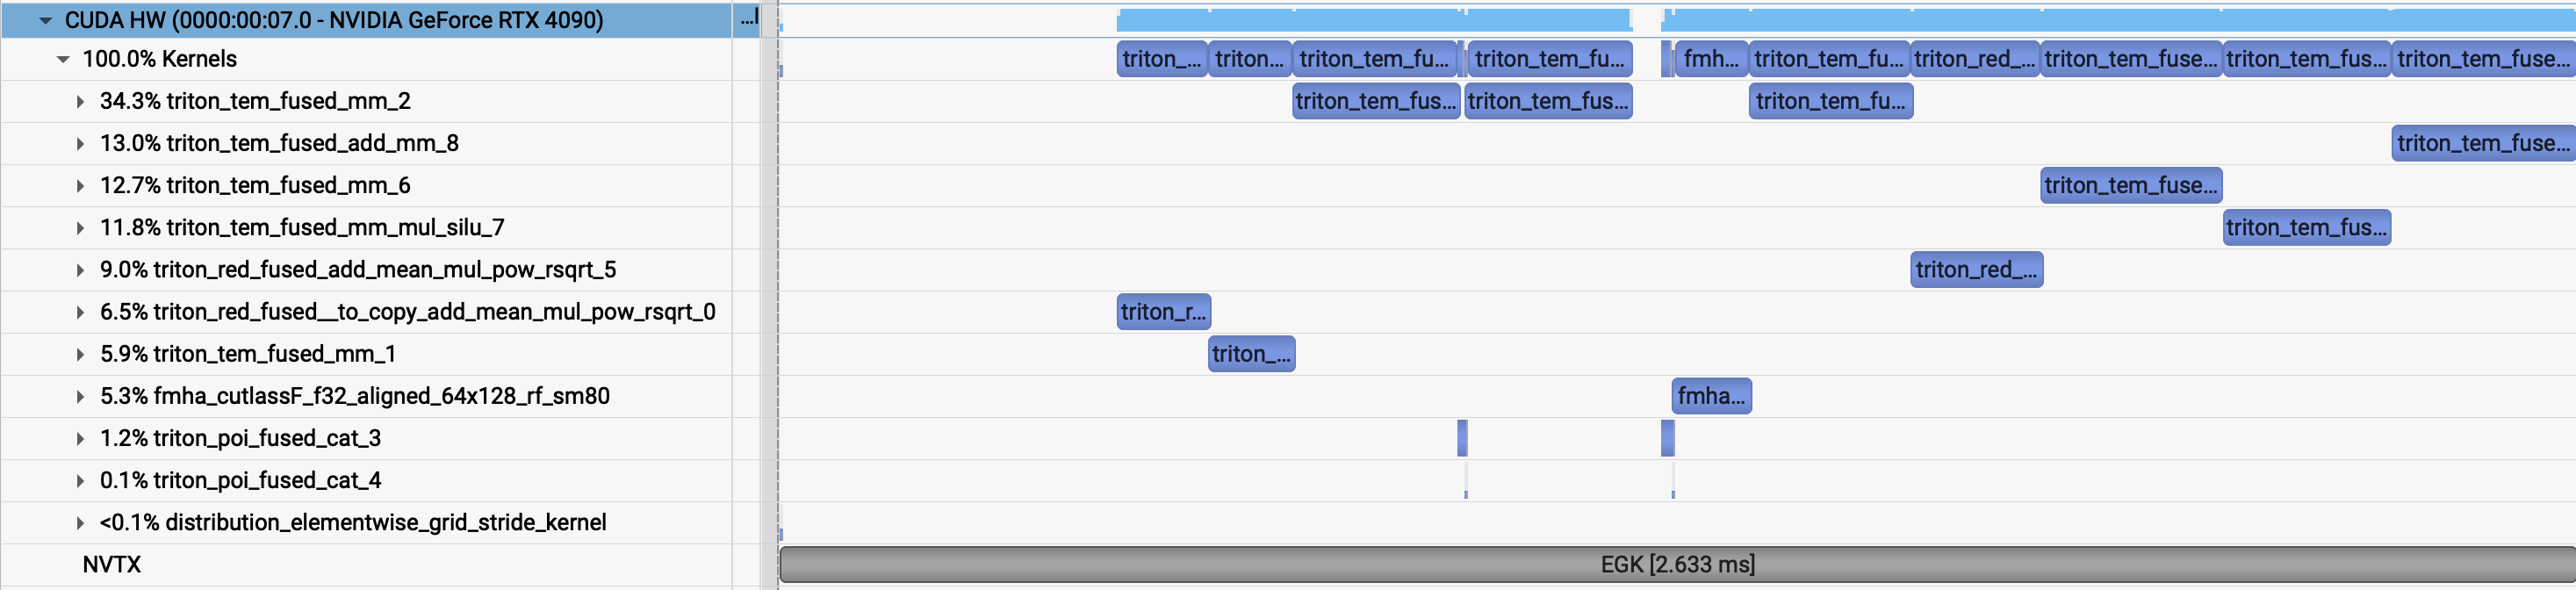 CUDA HW (0000:00:07.0 - NVIDIA GeForce RTX 4090) ...l
100.0% Kernels triton_... triton... triton_tem_fu... triton_tem_fu... fmh... triton_tem_fu... triton_red_... triton_tem_fuse... triton_tem_fus... triton_tem_fuse...
34.3% triton_tem_fused_mm_2 triton_tem_fus... triton_tem_fus... triton_tem_fu...
13.0% triton_tem_fused_add_mm_8 triton_tem_fuse...
12.7% triton_tem_fused_mm_6 triton_tem_fuse...
11.8% triton_tem_fused_mm_mul_silu_7 triton_tem_fus...
9.0% triton_red_fused_add_mean_mul_pow_rsqrt_5 triton_red_...
6.5% triton_red_fused__to_copy_add_mean_mul_pow_rsqrt_0 triton_r...
5.9% triton_tem_fused_mm_1 triton_...
5.3% fmha_cutlassF_f32_aligned_64x128_rf_sm80 fmha...
1.2% triton_poi_fused_cat_3
0.1% triton_poi_fused_cat_4
<0.1% distribution_elementwise_grid_stride_kernel
NVTX EGK [2.633 ms]